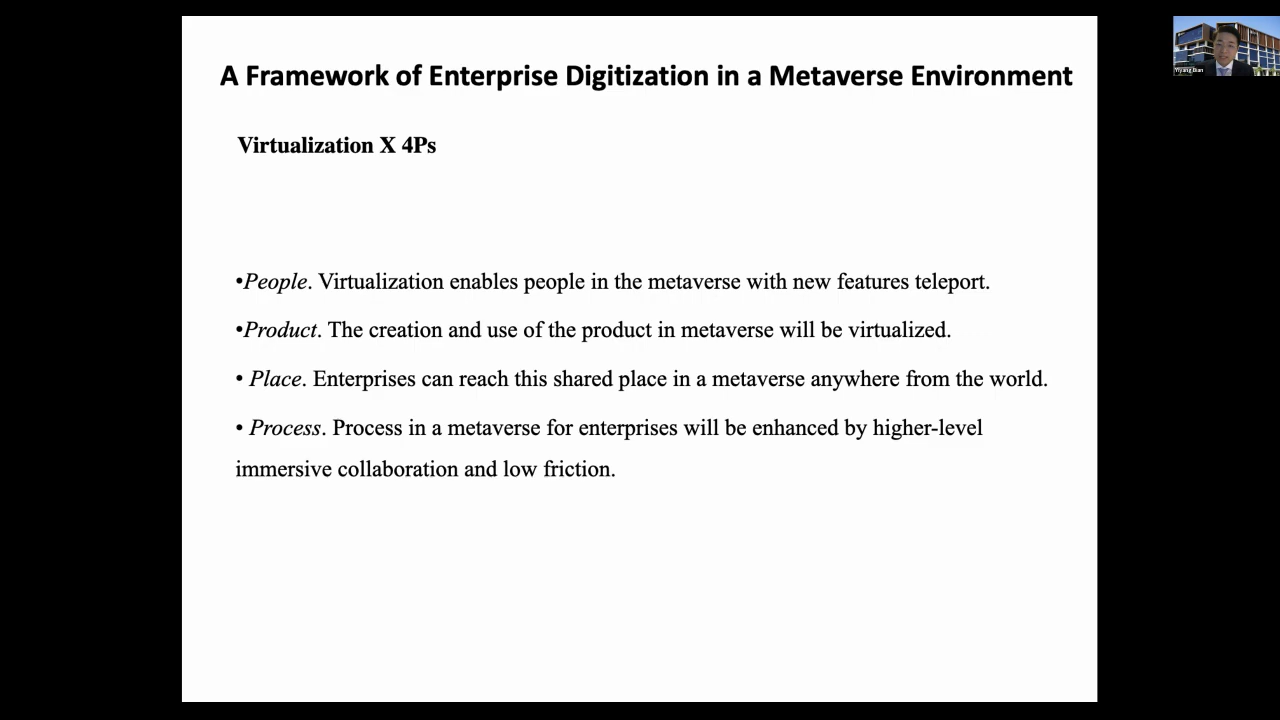 A Framework of Enterprise Digitization in a Metaverse Environment
Virtualization X 4Ps
•People. Virtualization enables people in the metaverse with new features teleport.
•Product. The creation and use of the product in metaverse will be virtualized.
• Place. Enterprises can reach this shared place in a metaverse anywhere from the world.
• Process. Process in a metaverse for enterprises will be enhanced by higher-level
immersive collaboration and low friction.
Yiyang Bian